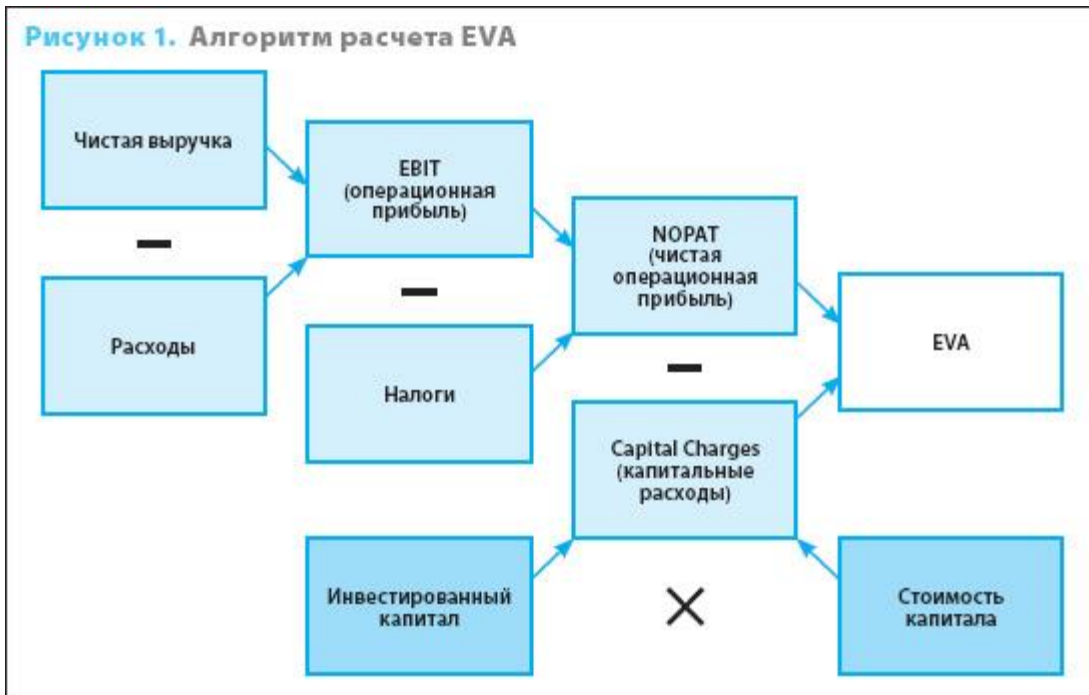 Рисунок 1. Алгоритм расчета EVA
Чистая выручка
−
Расходы
EBIT
(операционная
прибыль)
−
Налоги
NOPAT
(чистая
операционная
прибыль)
−
Capital Charges
(капитальные
расходы)
EVA
Инвестированный
капитал
×
Стоимость
капитала